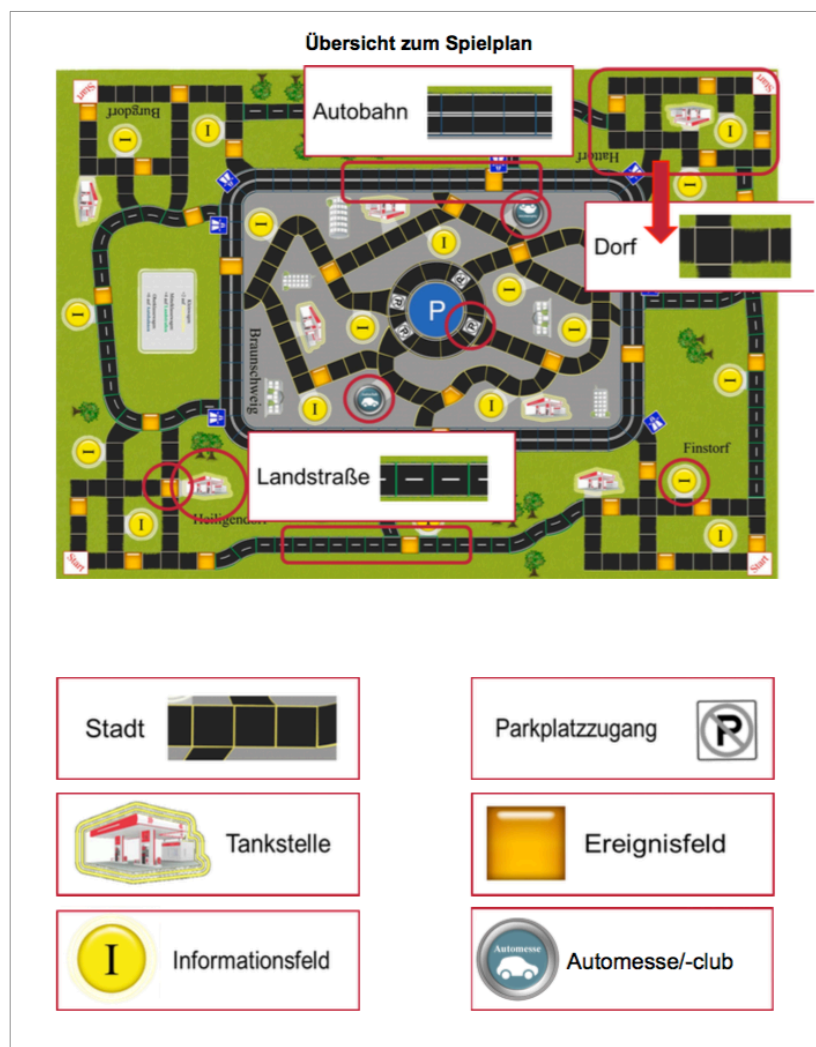 Übersicht zum Spielplan
Start
Burgdorf
I
I
Autobahn
Hattorf
Start
I
I
Dorf
I
I
I
I
P
I
I
I
Braunschweig
I
I
I
I
Landstraße
Finstorf
I
I
I
Heiligendorf
Start
I
Start
Stadt
Parkplatzzugang
P
Tankstelle
Ereignisfeld
I
Informationsfeld
Automesse
Automesse/-club